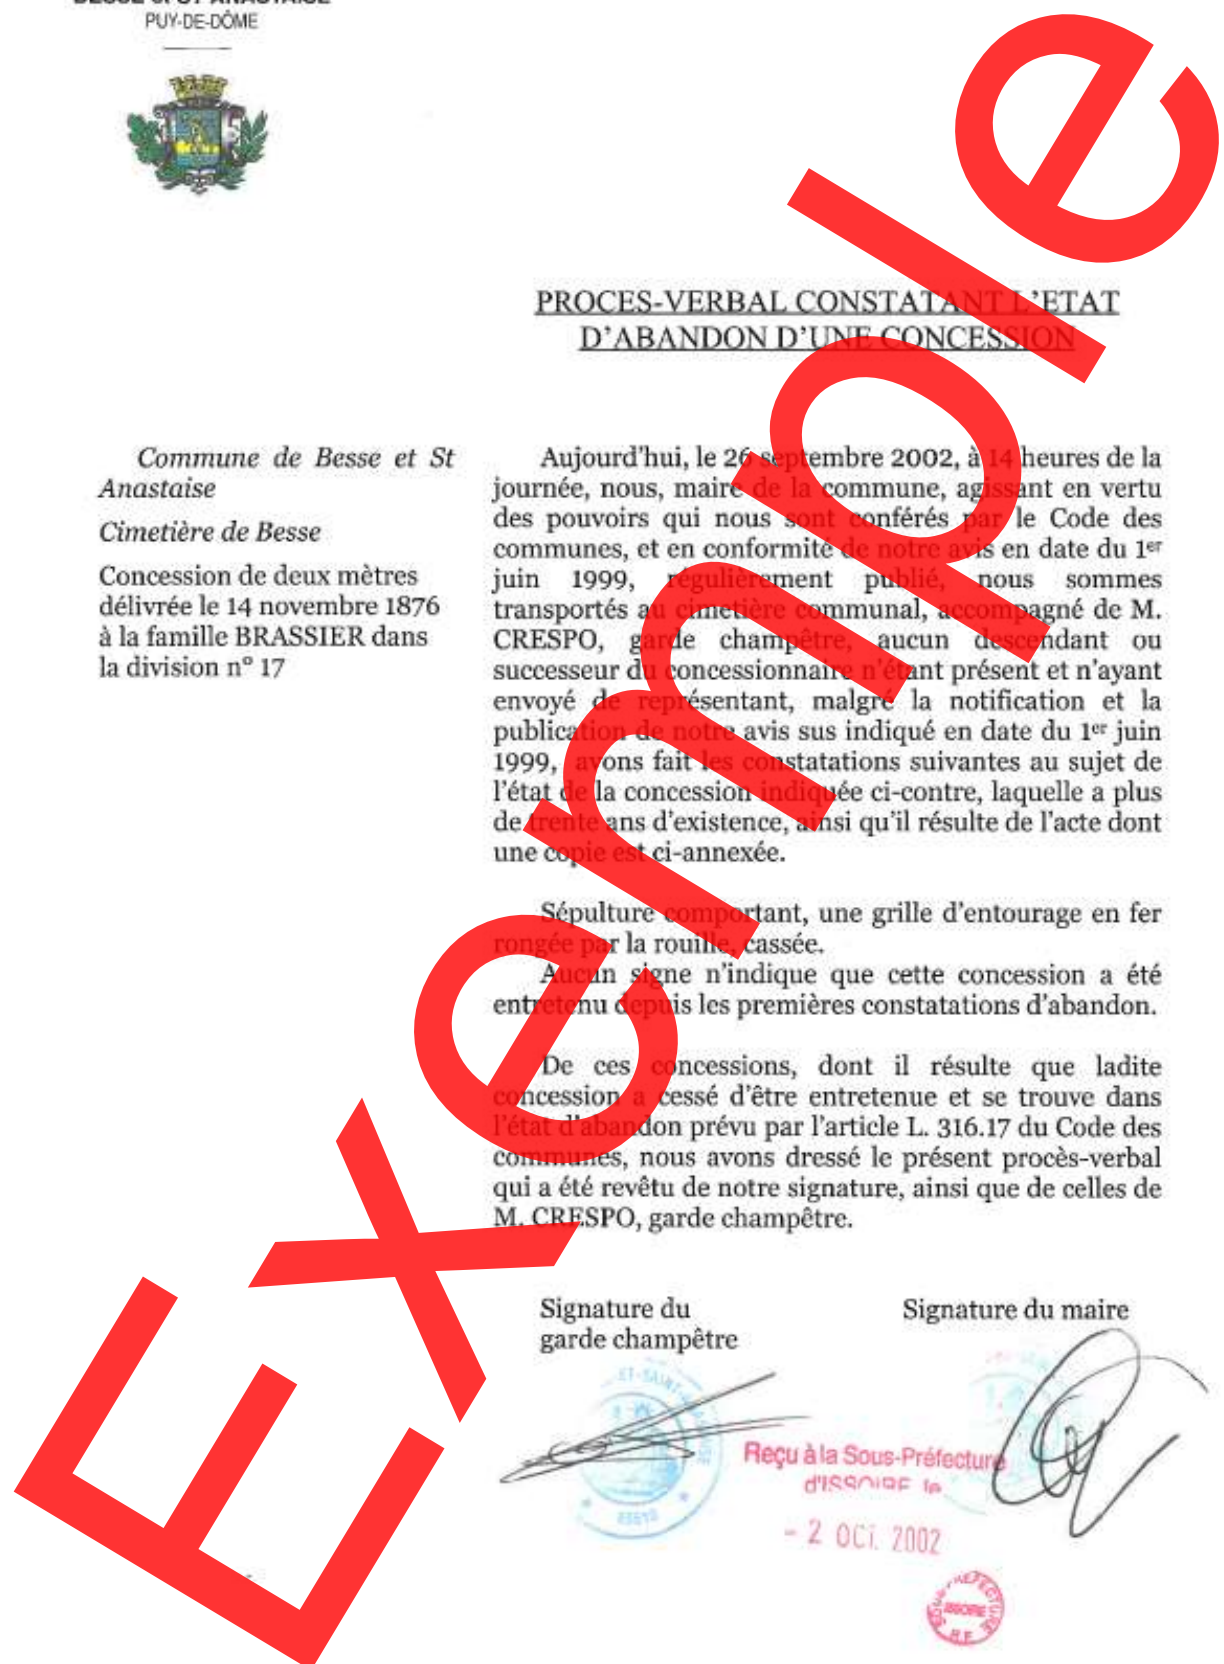 BESSE et ST ANASTAISE
PUY-DE-DÔME
PROCES-VERBAL CONSTATANT L'ETAT
D'ABANDON D'UNE CONCESSION
Commune de Besse et St
Anastaise
Cimetière de Besse
Concession de deux mètres
délivrée le 14 novembre 1876
à la famille BRASSIER dans
la division n° 17
Aujourd'hui, le 26 septembre 2002, à 14 heures de la
journée, nous, maire de la commune, agissant en vertu
des pouvoirs qui nous sont conférés par le Code des
communes, et en conformité de notre avis en date du 1er
juin 1999, régulièrement publié, nous sommes
transportés au cimetière communal, accompagné de M.
CRESPO, garde champêtre, aucun descendant ou
successeur du concessionnaire n'étant présent et n'ayant
envoyé de représentant, malgré la notification et la
publication de notre avis sus indiqué en date du 1er juin
1999, avons fait les constatations suivantes au sujet de
l'état de la concession indiquée ci-contre, laquelle a plus
de trente ans d'existence, ainsi qu'il résulte de l'acte dont
une copie est ci-annexée.
Sépulture comportant, une grille d'entourage en fer
rongée par la rouille, cassée.
Aucun signe n'indique que cette concession a été
entretenu depuis les premières constatations d'abandon.
De ces concessions, dont il résulte que ladite
concession a cessé d'être entretenue et se trouve dans
l'état d'abandon prévu par l'article L. 316.17 du Code des
communes, nous avons dressé le présent procès-verbal
qui a été revêtu de notre signature, ainsi que de celles de
M. CRESPO, garde champêtre.
Signature du
garde champêtre
Signature du maire
Reçu à la Sous-Préfecture
d'ISSOIRE le
- 2 OCT. 2002
SOUS-PREFECTURE
ISSOIRE
R.F.
Exemple